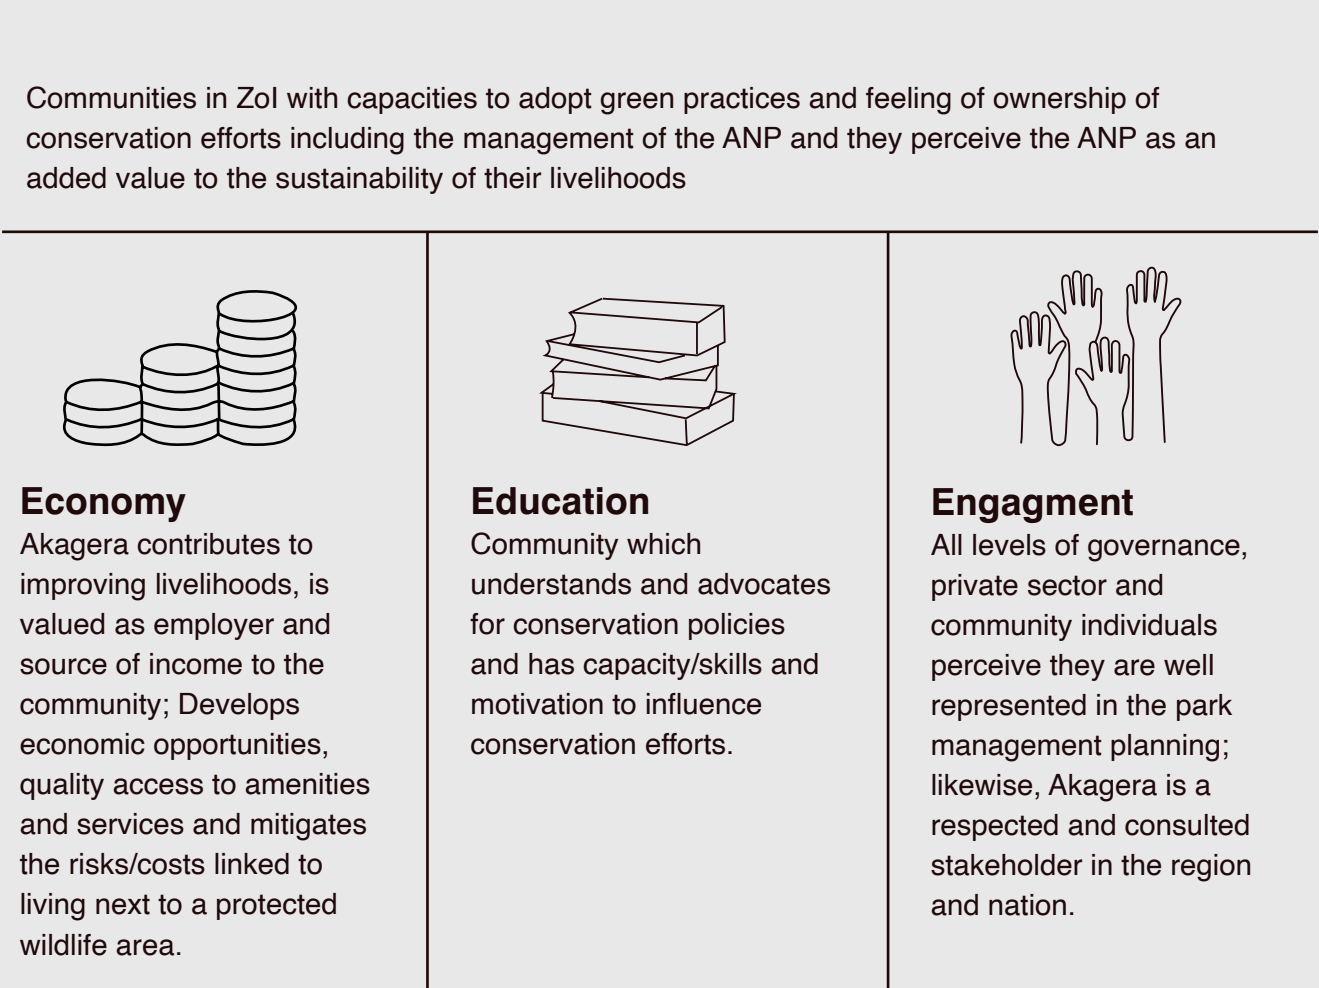 Communities in ZoI with capacities to adopt green practices and feeling of ownership of
conservation efforts including the management of the ANP and they perceive the ANP as an
added value to the sustainability of their livelihoods
Economy
Akagera contributes to
improving livelihoods, is
valued as employer and
source of income to the
community; Develops
economic opportunities,
quality access to amenities
and services and mitigates
the risks/costs linked to
living next to a protected
wildlife area.
Education
Community which
understands and advocates
for conservation policies
and has capacity/skills and
motivation to influence
conservation efforts.
Engagment
All levels of governance,
private sector and
community individuals
perceive they are well
represented in the park
management planning;
likewise, Akagera is a
respected and consulted
stakeholder in the region
and nation.